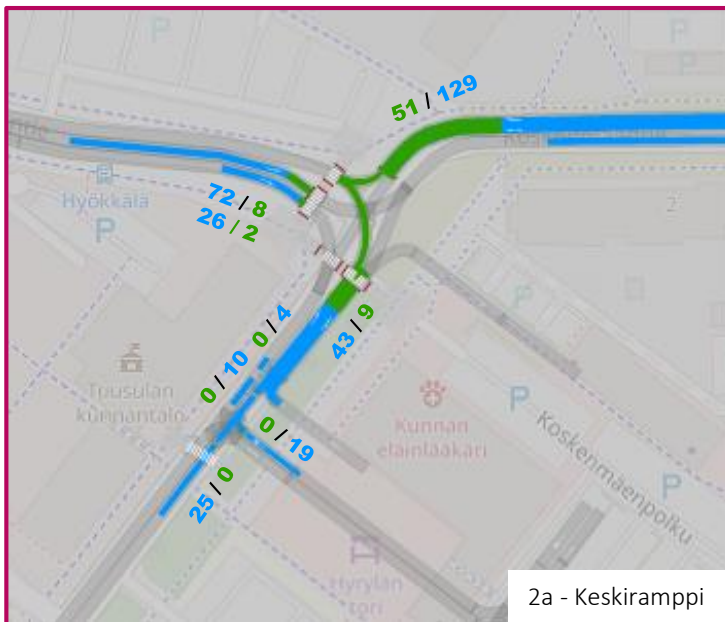 P
P
P
51 / 129
Hyökkälä
P
72 / 8
26 / 2
2
P
0 / 4
43 / 9
0 / 10
Tuusulan
kunnantalo
Kunnan
eläinlääkäri
P
Koskenmäenpolku
0 / 19
P
25 / 0
Hyrylän
tori
2a - Keskiramppi